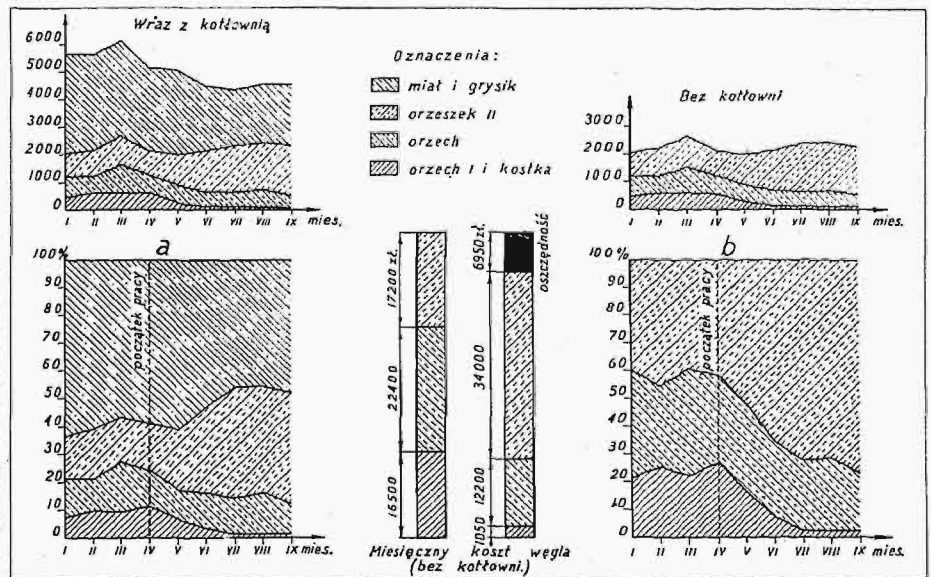 Wraz z kotłownią
6000
5000
4000
3000
2000
1000
0
I II III IV V VI VII VIII IX mies.
Oznaczenia:
miał i grysik
orzeszek II
orzech
orzech I i kostka
Bez kotłowni
3000
2000
1000
0
I II III IV V VI VII VIII IX mies.
a
100%
90
80
70
60
50
40
30
20
10
0
początek pracy
I II III IV V VI VII VIII IX mies.
17200 zł.
22400
16500
6950 zł.
oszczędność
34000
12200
1050
Miesięczny koszt węgla
(bez kotłowni.)
b
100%
90
80
70
60
50
40
30
20
10
0
początek pracy
I II III IV V VI VII VIII IX mies.